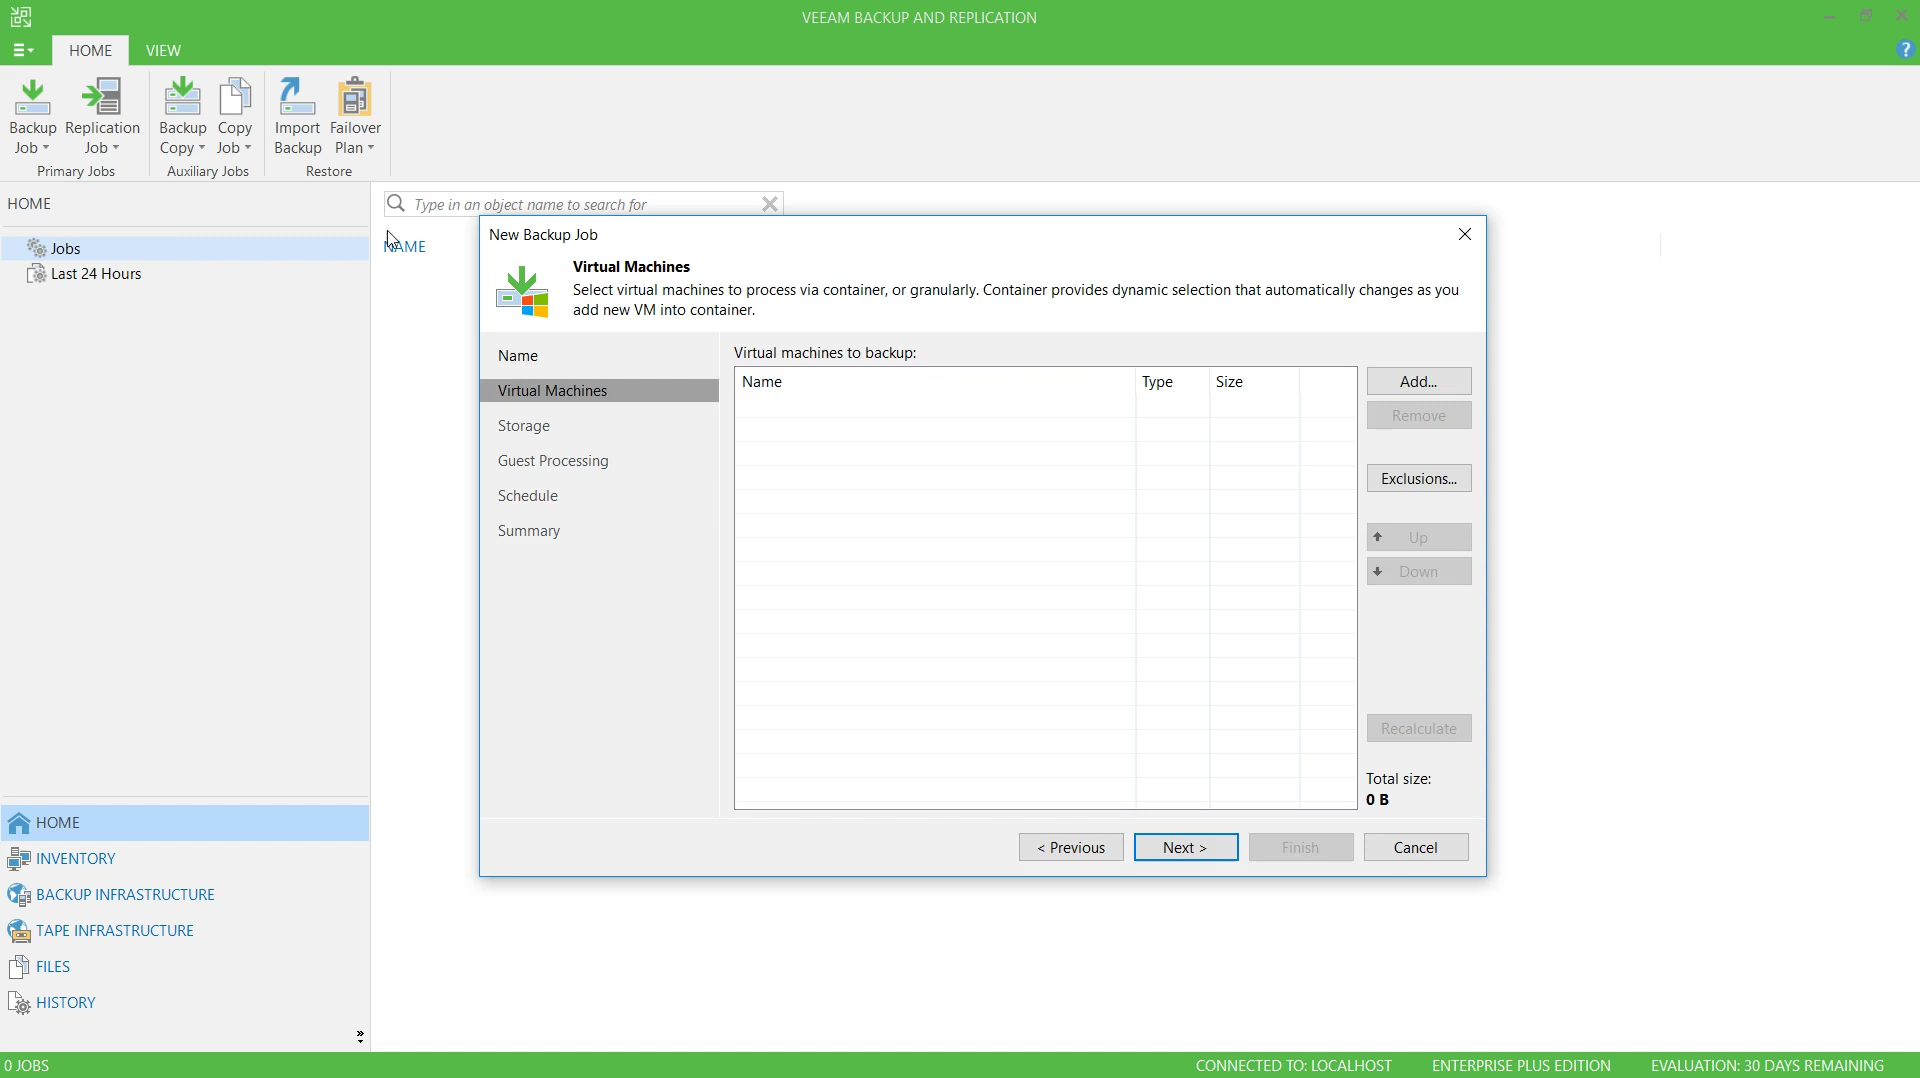 VEEAM BACKUP AND REPLICATION
HOME
VIEW
?
Backup Job
Replication Job
Backup Copy
Copy Job
Import Backup
Failover Plan
Primary Jobs
Auxiliary Jobs
Restore
HOME
Type in an object name to search for
Jobs
NAME
Last 24 Hours
New Backup Job
Virtual Machines
Select virtual machines to process via container, or granularly. Container provides dynamic selection that automatically changes as you
add new VM into container.
Name
Virtual Machines
Storage
Guest Processing
Schedule
Summary
Virtual machines to backup:
Name
Type
Size
Add...
Remove
Exclusions...
Up
Down
Recalculate
Total size:
0 B
< Previous
Next >
Finish
Cancel
HOME
INVENTORY
BACKUP INFRASTRUCTURE
TAPE INFRASTRUCTURE
FILES
HISTORY
0 JOBS
CONNECTED TO: LOCALHOST
ENTERPRISE PLUS EDITION
EVALUATION: 30 DAYS REMAINING